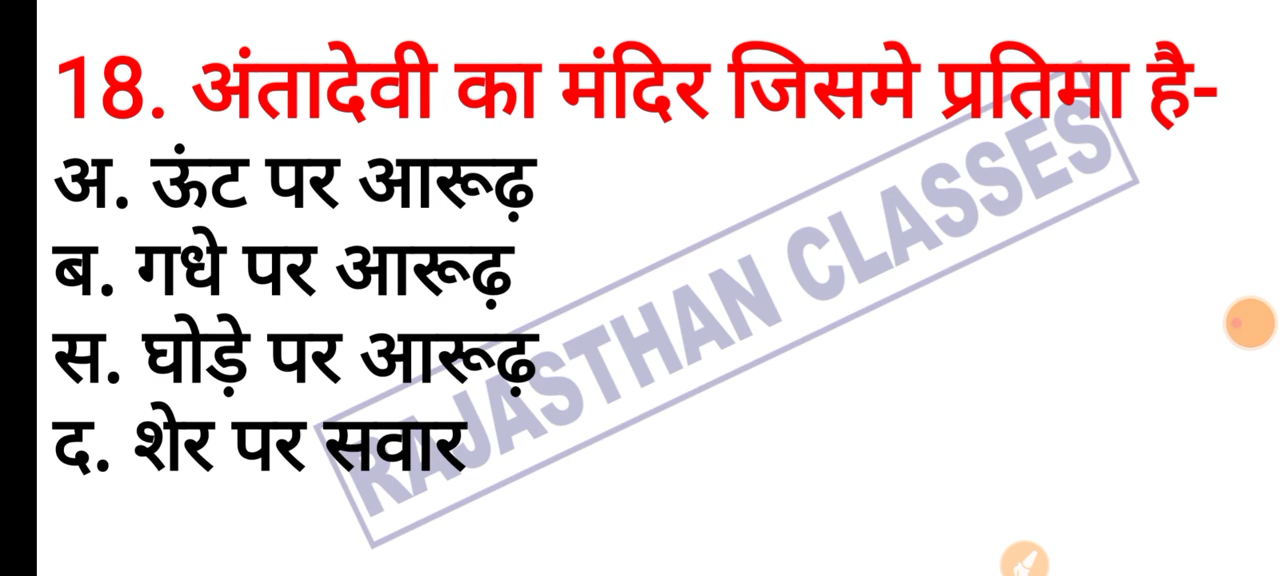 18. अंतादेवी का मंदिर जिसमे प्रतिमा है-
अ. ऊंट पर आरूढ़
ब. गधे पर आरूढ़
स. घोड़े पर आरूढ़
द. शेर पर सवार
RAJASTHAN CLASSES